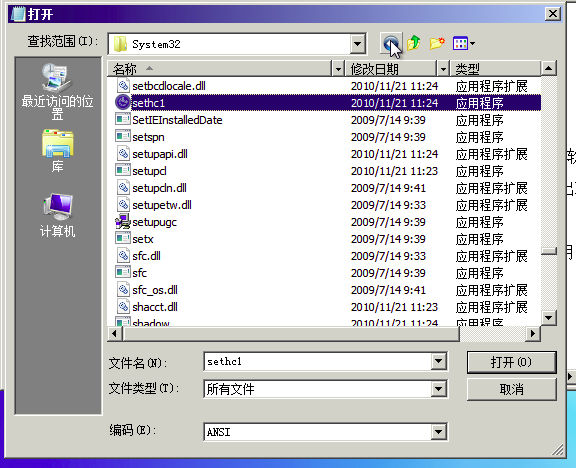 打开
查找范围(I):
System32
名称
修改日期
类型
setbcdlocale.dll 2010/11/21 11:24 应用程序扩展
sethc1 2010/11/21 11:24 应用程序
SetIEInstalledDate 2009/7/14 9:39 应用程序
setspn 2009/7/14 9:39 应用程序
setupapi.dll 2010/11/21 11:24 应用程序扩展
setupcl 2010/11/21 11:23 应用程序
setupcln.dll 2009/7/14 9:41 应用程序扩展
setupetw.dll 2009/7/14 9:33 应用程序扩展
setupugc 2009/7/14 9:39 应用程序
setx 2009/7/14 9:39 应用程序
sfc.dll 2009/7/14 9:33 应用程序扩展
sfc 2009/7/14 9:39 应用程序
sfc_os.dll 2009/7/14 9:41 应用程序扩展
shacct.dll 2010/11/21 11:23 应用程序扩展
shadow 2010/11/21 11:24 应用程序
最近访问的位
置
库
计算机
文件名(N):
sethc1
打开(O)
文件类型(T):
所有文件
取消
编码(E):
ANSI